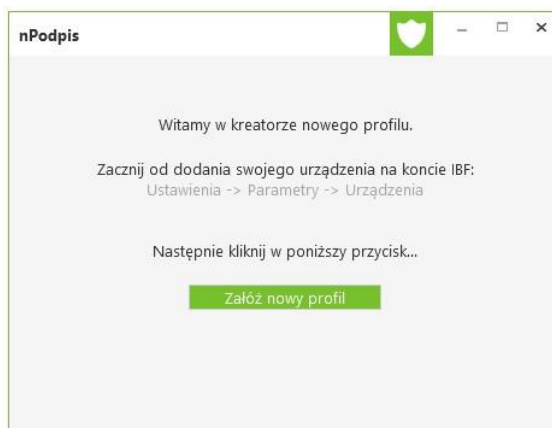 nPodpis
Witamy w kreatorze nowego profilu.
Zacznij od dodania swojego urządzenia na koncie IBF:
Ustawienia -> Parametry -> Urządzenia
Następnie kliknij w poniższy przycisk...
Załóż nowy profil